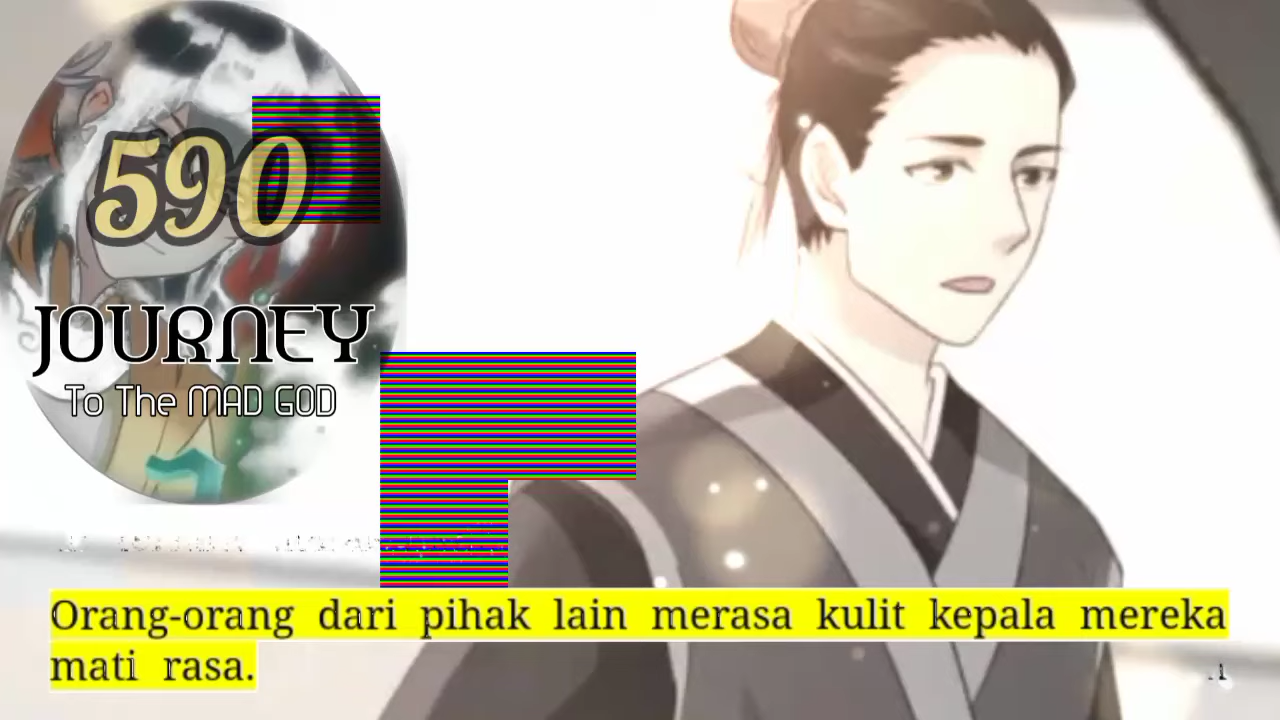 590
JOURNEY
To The MAD GOD
Orang-orang dari pihak lain merasa kulit kepala mereka
mati rasa.